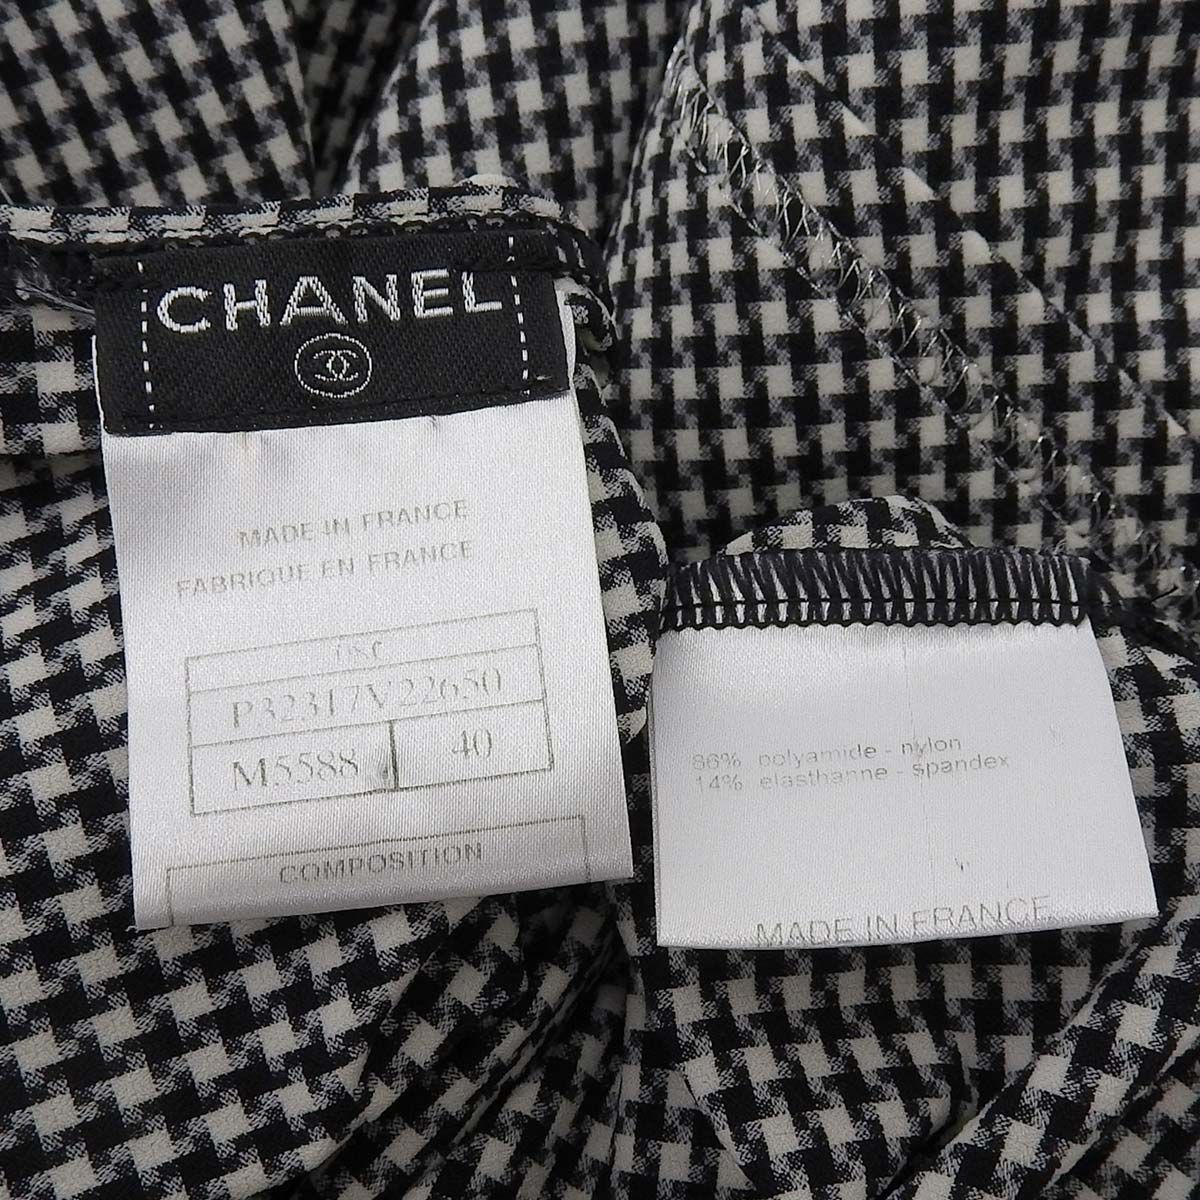 CHANEL
MADE IN FRANCE
FABRIQUE EN FRANCE
P32317V22650
M5588 40
COMPOSITION
86% polyamide - nylon
14% elasthanne - spandex
MADE IN FRANCE